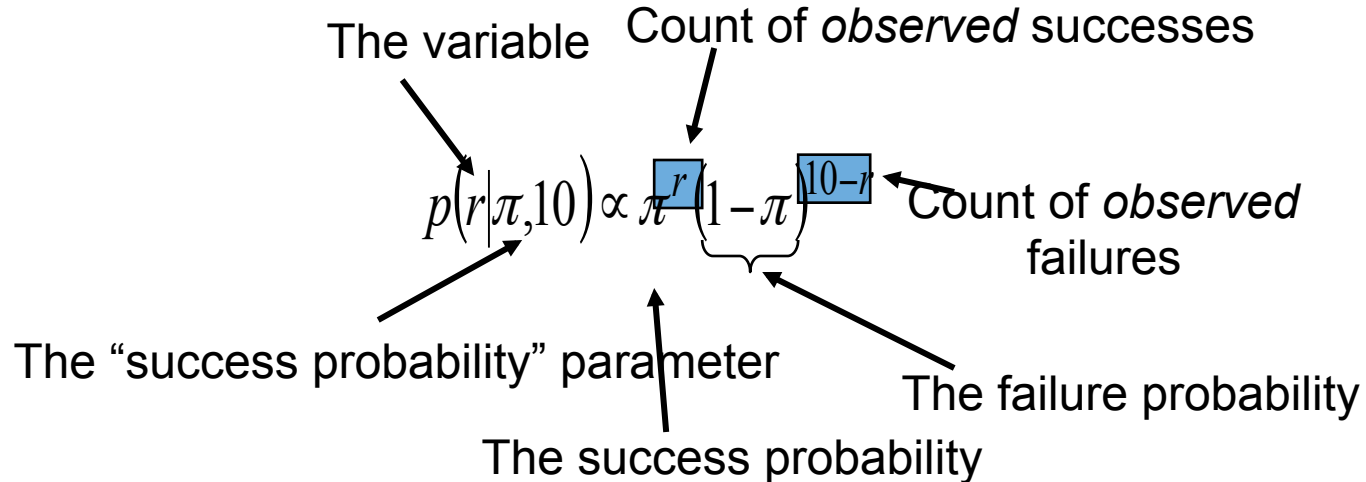 The variable
Count of observed successes
p(r|π,10) ∝ π^r (1−π)^10−r
Count of observed
failures
The “success probability” parameter
The failure probability
The success probability